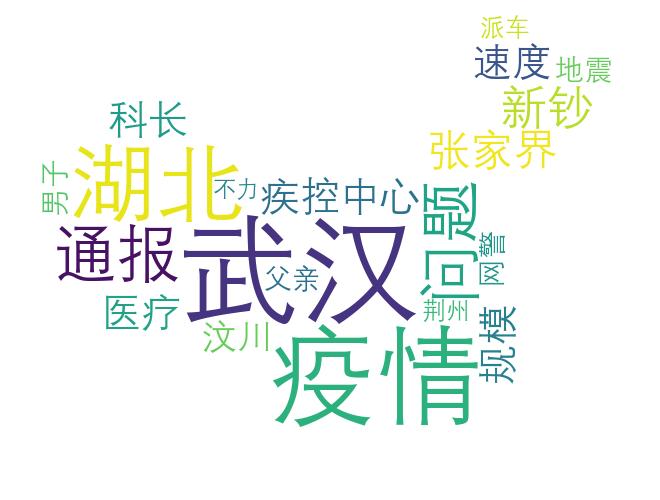 派车
速度
地震
新钞
科长
张家界
湖北
男子
不力
疾控中心
问题
通报
武汉
网警
父亲
医疗
荆州
汶川
规模
疫情